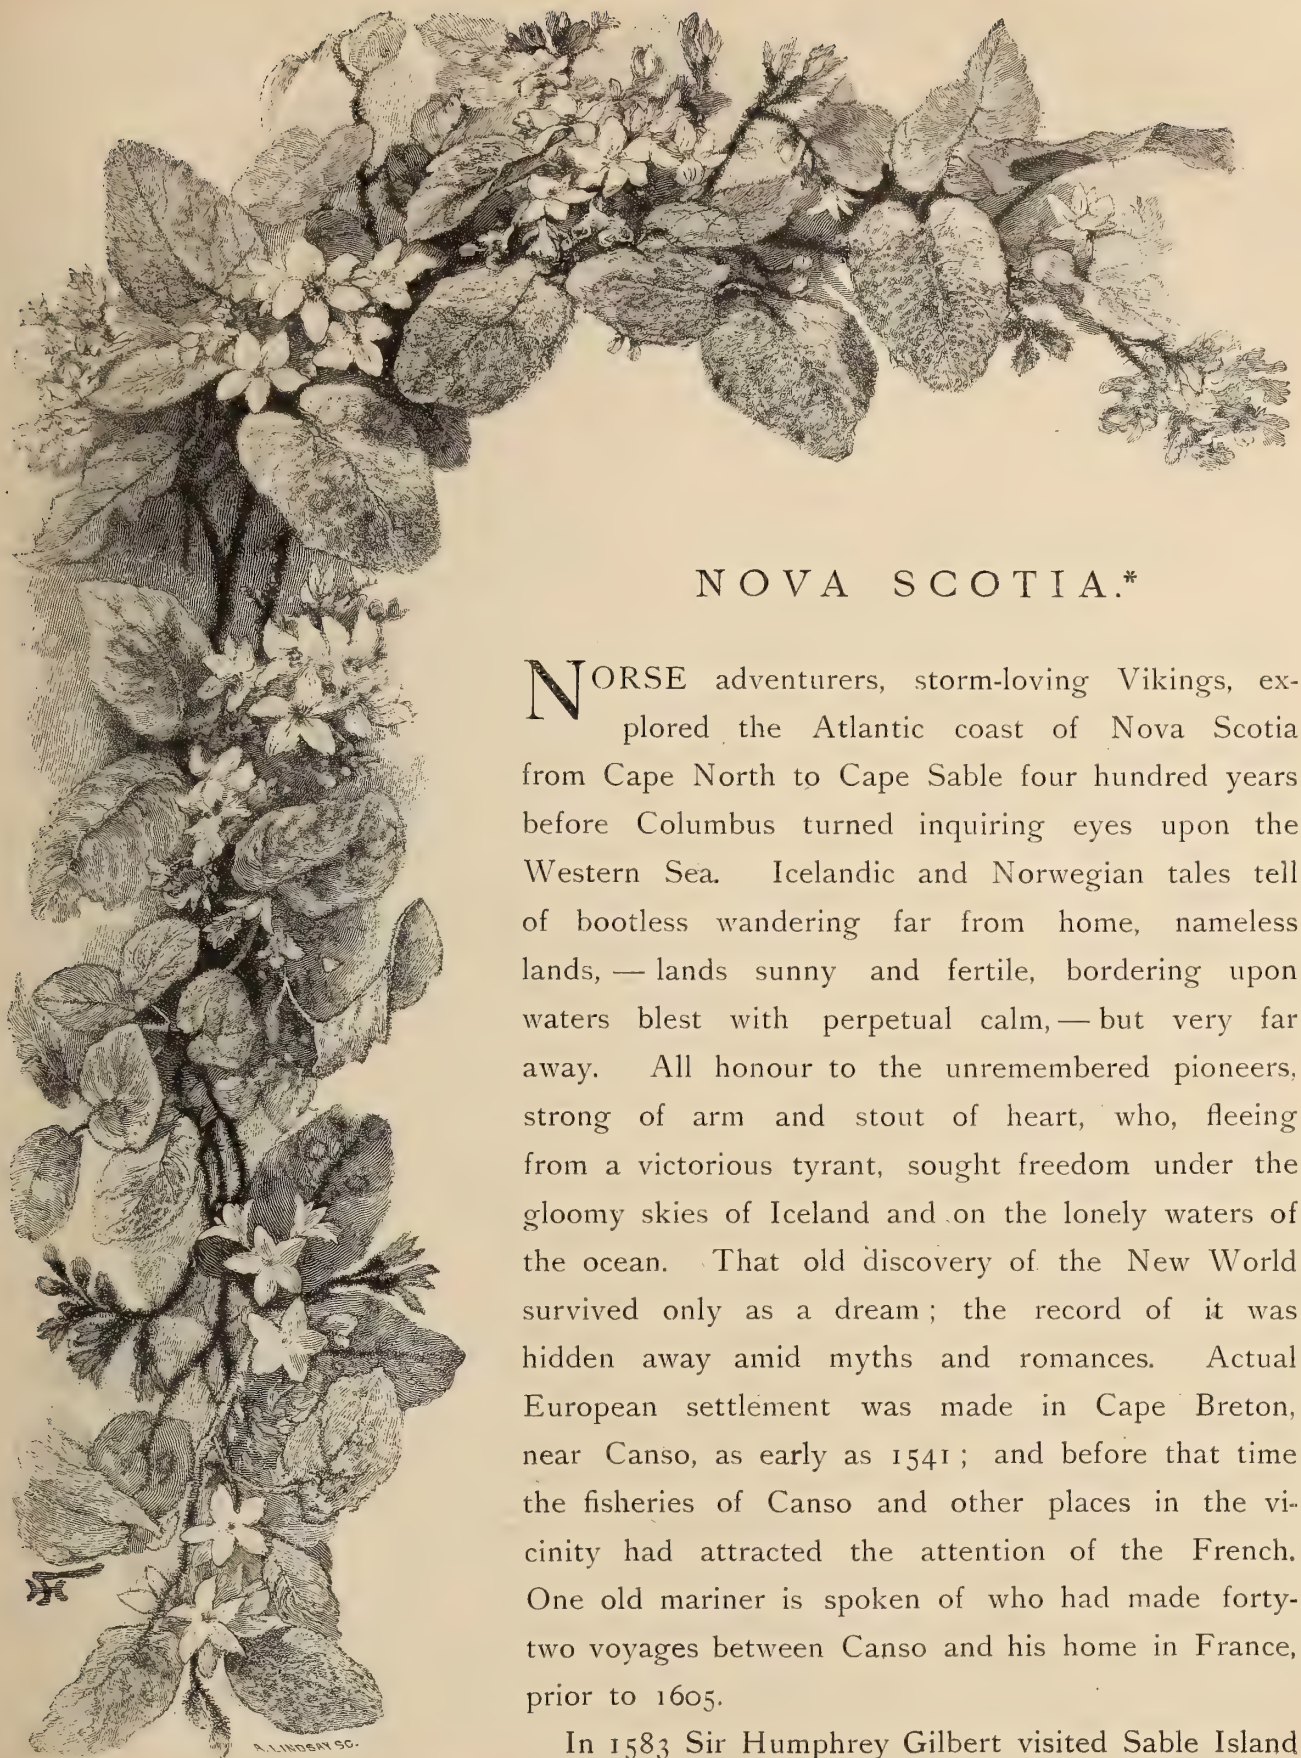 NOVA SCOTIA.*
NORSE adventurers, storm-loving Vikings, ex-
plored the Atlantic coast of Nova Scotia
from Cape North to Cape Sable four hundred years
before Columbus turned inquiring eyes upon the
Western Sea. Icelandic and Norwegian tales tell
of bootless wandering far from home, nameless
lands, — lands sunny and fertile, bordering upon
waters blest with perpetual calm, — but very far
away. All honour to the unremembered pioneers,
strong of arm and stout of heart, who, fleeing
from a victorious tyrant, sought freedom under the
gloomy skies of Iceland and on the lonely waters of
the ocean. That old discovery of the New World
survived only as a dream ; the record of it was
hidden away amid myths and romances. Actual
European settlement was made in Cape Breton,
near Canso, as early as 1541 ; and before that time
the fisheries of Canso and other places in the vi-
cinity had attracted the attention of the French.
One old mariner is spoken of who had made forty-
two voyages between Canso and his home in France,
prior to 1605.
In 1583 Sir Humphrey Gilbert visited Sable Island
A. LINDSAY SC.